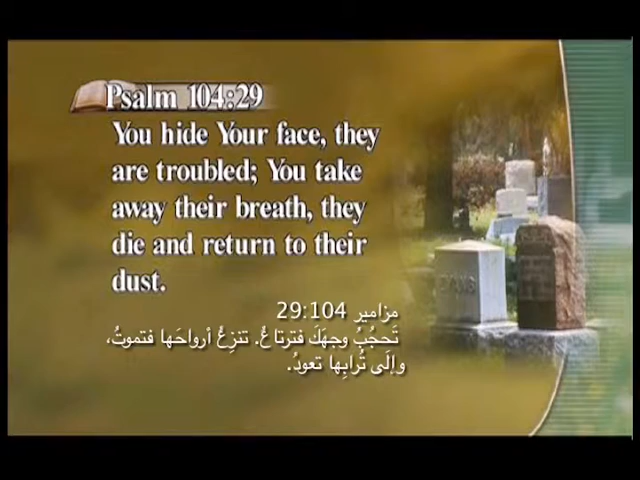 Psalm 104:29
You hide Your face, they
are troubled; You take
away their breath, they
die and return to their
dust.
مزامير 29:104
تَحجُبُ وجهَكَ فترتاعُ. تنزِعُ أرواحَها فتموتُ،
وإلَى تُرابِها تعودُ.